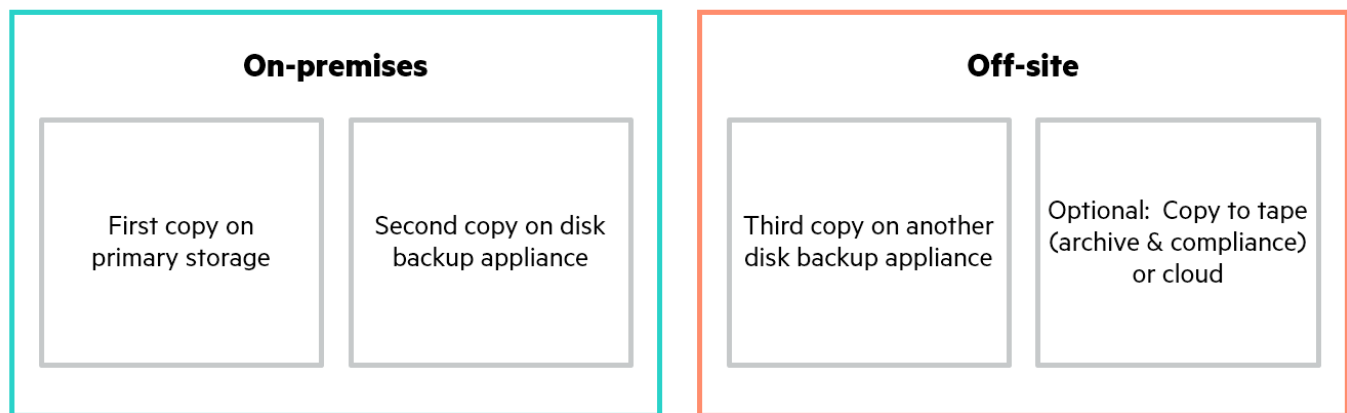 On-premises
First copy on
primary storage
Second copy on disk
backup appliance
Off-site
Third copy on another
disk backup appliance
Optional:  Copy to tape
(archive & compliance)
or cloud